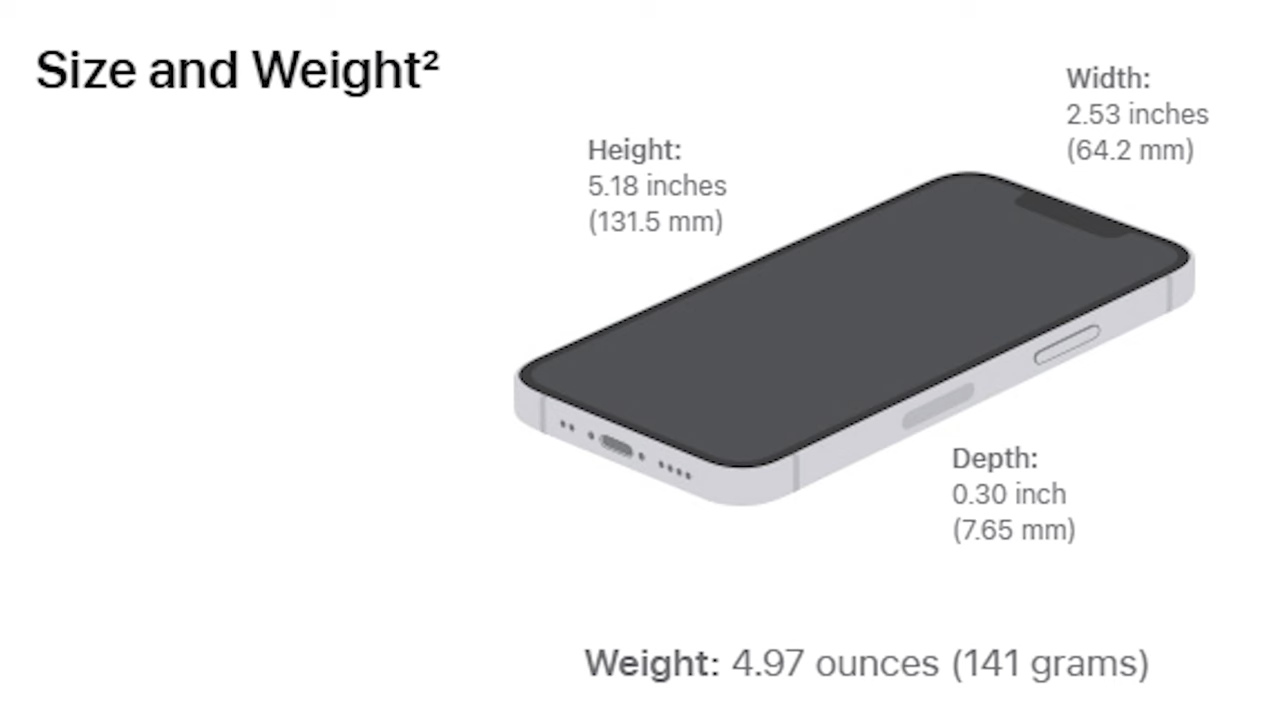 Size and Weight²
Width:
2.53 inches
(64.2 mm)
Height:
5.18 inches
(131.5 mm)
Depth:
0.30 inch
(7.65 mm)
Weight: 4.97 ounces (141 grams)